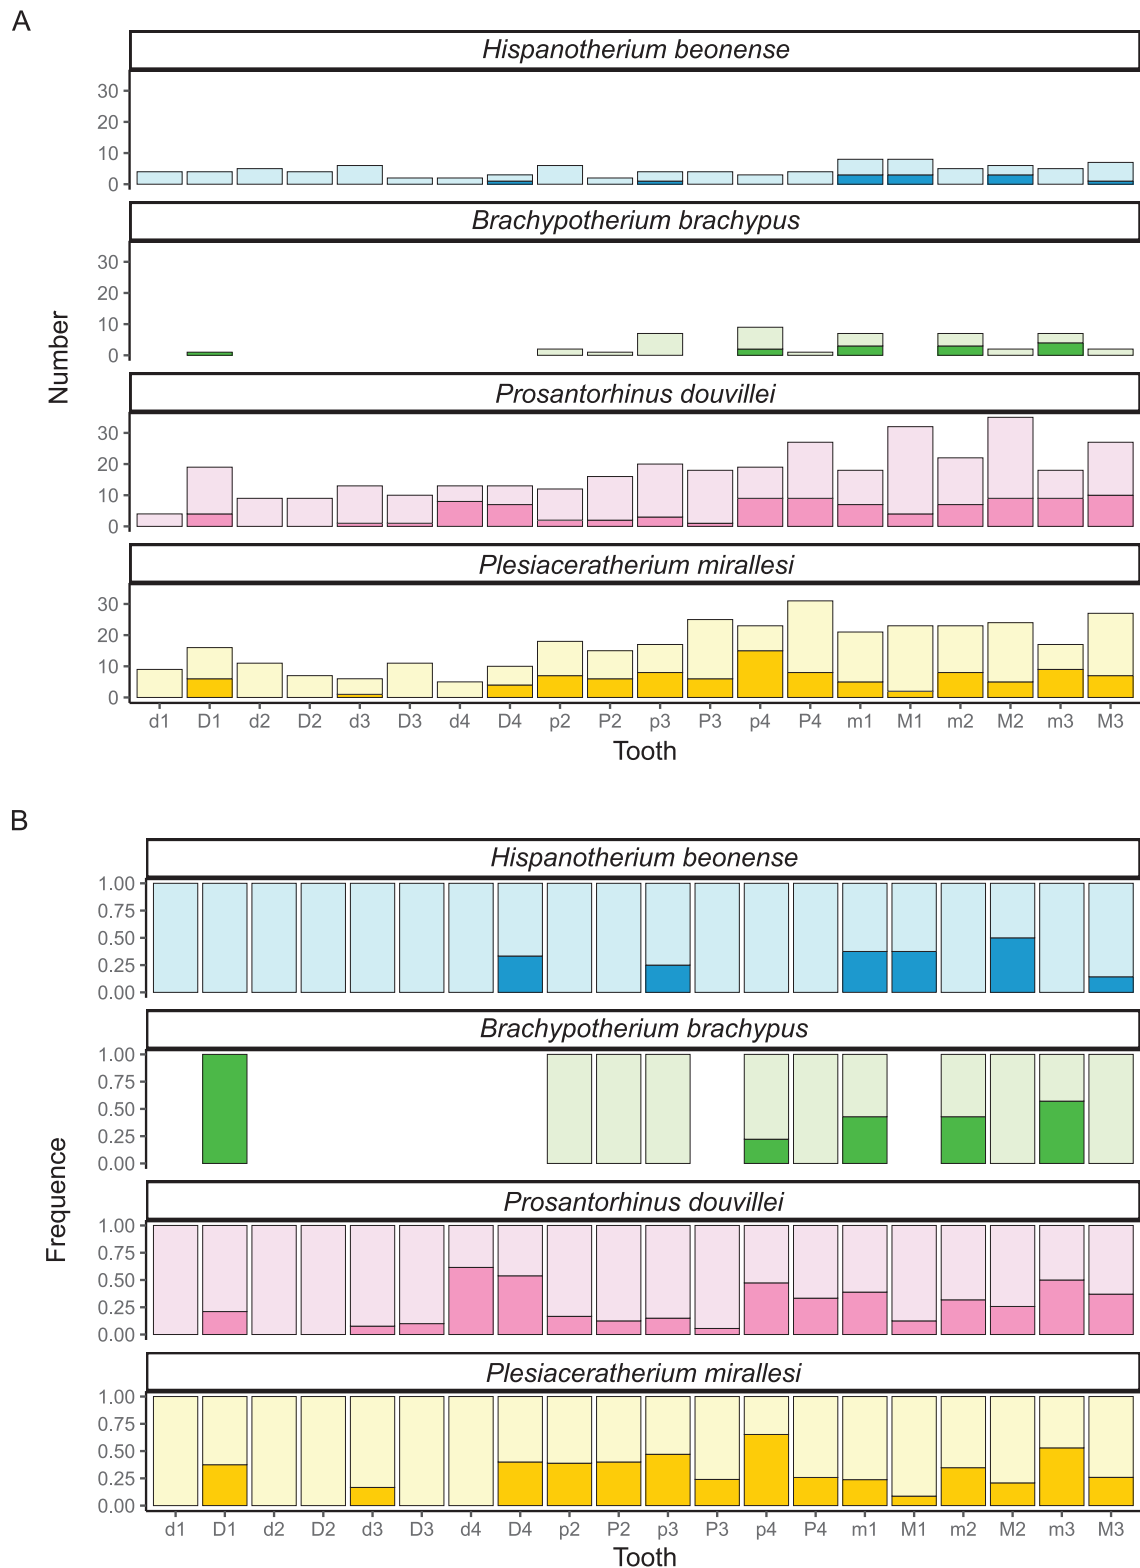 A
Hispanotherium beonense
30
20
10
0
Brachypotherium brachypus
30
20
10
0
Prosantorhinus douvillei
30
20
10
0
Plesiaceratherium mirallesi
30
20
10
0
Number
d1 D1 d2 D2 d3 D3 d4 D4 p2 P2 p3 P3 p4 P4 m1 M1 m2 M2 m3 M3
Tooth
B
Hispanotherium beonense
1.00
0.75
0.50
0.25
0.00
Brachypotherium brachypus
1.00
0.75
0.50
0.25
0.00
Prosantorhinus douvillei
1.00
0.75
0.50
0.25
0.00
Plesiaceratherium mirallesi
1.00
0.75
0.50
0.25
0.00
Frequence
d1 D1 d2 D2 d3 D3 d4 D4 p2 P2 p3 P3 p4 P4 m1 M1 m2 M2 m3 M3
Tooth